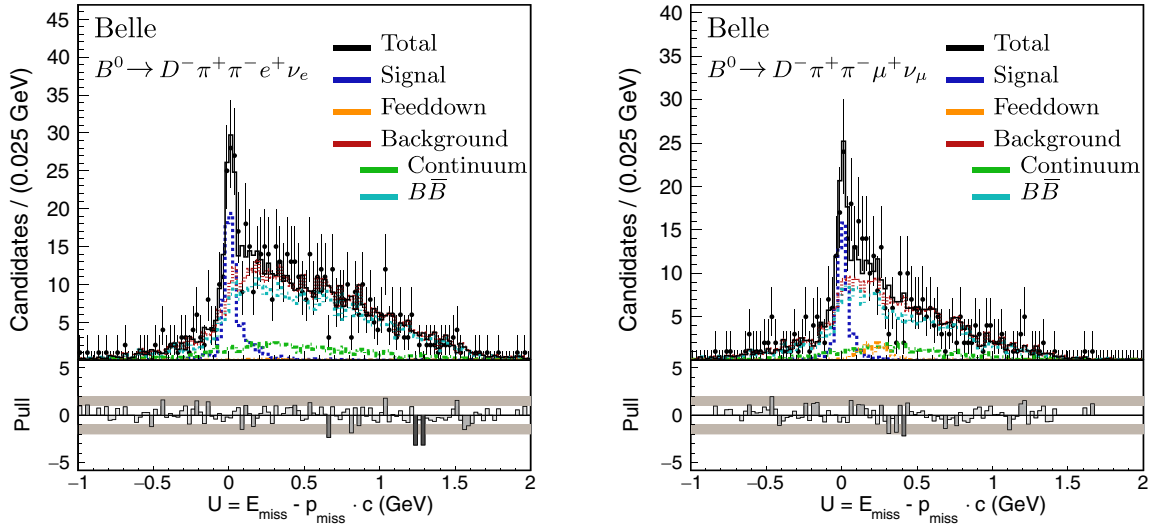 Belle
B⁰ → D⁻ π⁺ π⁻ e⁺ ν_e
Total
Signal
Feeddown
Background
Continuum
BB̅
Candidates / (0.025 GeV)
45
40
35
30
25
20
15
10
5
Pull
5
0
−5
−1
−0.5
0
0.5
1
1.5
2
U = E_miss - p_miss · c (GeV)
Belle
B⁰ → D⁻ π⁺ π⁻ μ⁺ ν_μ
Total
Signal
Feeddown
Background
Continuum
BB̅
Candidates / (0.025 GeV)
40
35
30
25
20
15
10
5
Pull
5
0
−5
−1
−0.5
0
0.5
1
1.5
2
U = E_miss - p_miss · c (GeV)